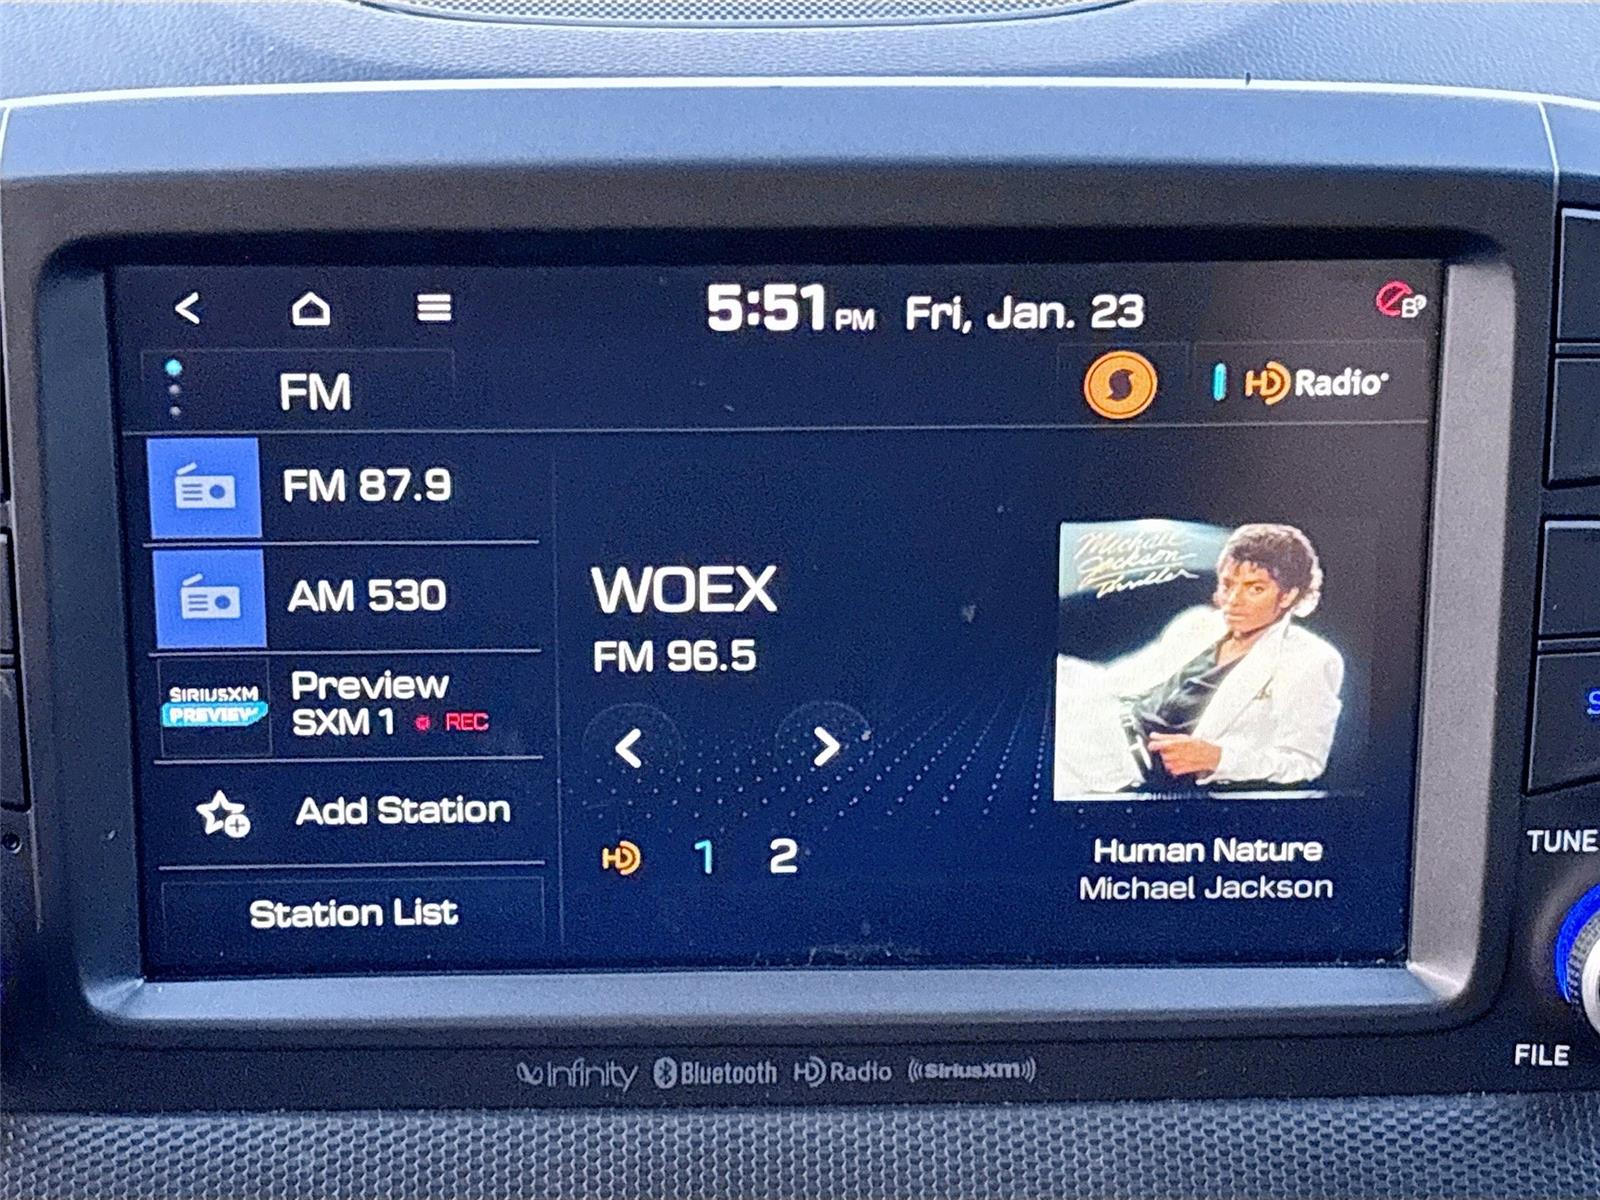 5:51 PM Fri, Jan. 23
B
FM
HD Radio
FM 87.9
AM 530
SIRIUSXM
PREVIEW
Preview
SXM 1 REC
Add Station
Station List
WOEX
FM 96.5
HD 1 2
Michael
Jackson
Thriller
Human Nature
Michael Jackson
TUNE
FILE
Infinity Bluetooth HD Radio ((SiriusXM))